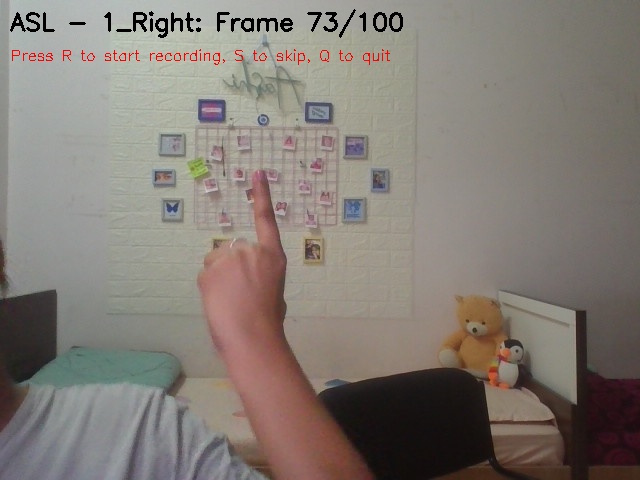 ASL - 1_Right: Frame 73/100
Press R to start recording, S to skip, Q to quit